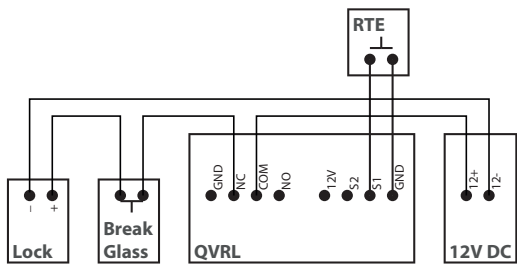 RTE
GND
NC
COM
NO
12V
S2
S1
GND
12+
12-
–
+
Lock
Break
Glass
QVRL
12V DC